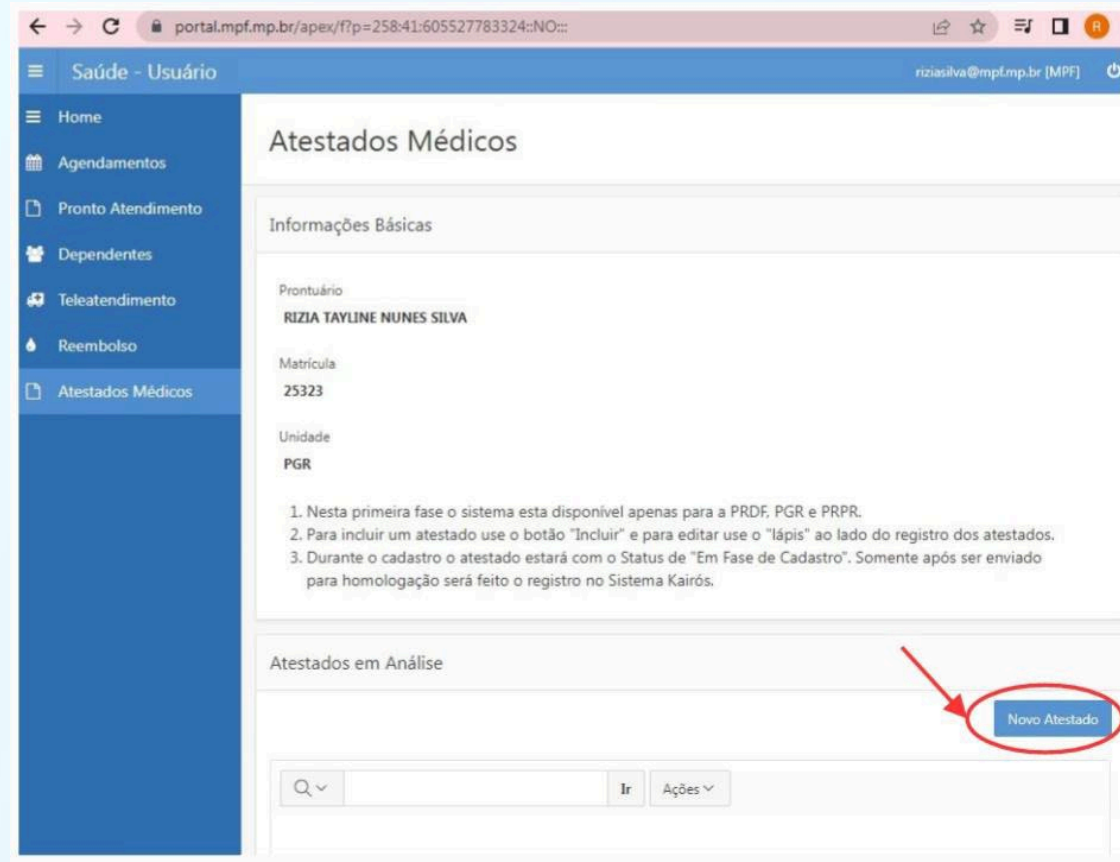 portal.mpf.mp.br/apex/f?p=258:41:605527783324::NO:::
R
Saúde - Usuário
riziasilva@mpf.mp.br [MPF]
Home
Agendamentos
Pronto Atendimento
Dependentes
Teleatendimento
Reembolso
Atestados Médicos
Atestados Médicos
Informações Básicas
Prontuário
RIZIA TAYLINE NUNES SILVA
Matrícula
25323
Unidade
PGR
1. Nesta primeira fase o sistema esta disponível apenas para a PRDF, PGR e PRPR.
2. Para incluir um atestado use o botão "Incluir" e para editar use o "lápis" ao lado do registro dos atestados.
3. Durante o cadastro o atestado estará com o Status de "Em Fase de Cadastro". Somente após ser enviado
para homologação será feito o registro no Sistema Kairós.
Atestados em Análise
Novo Atestado
Ir
Ações